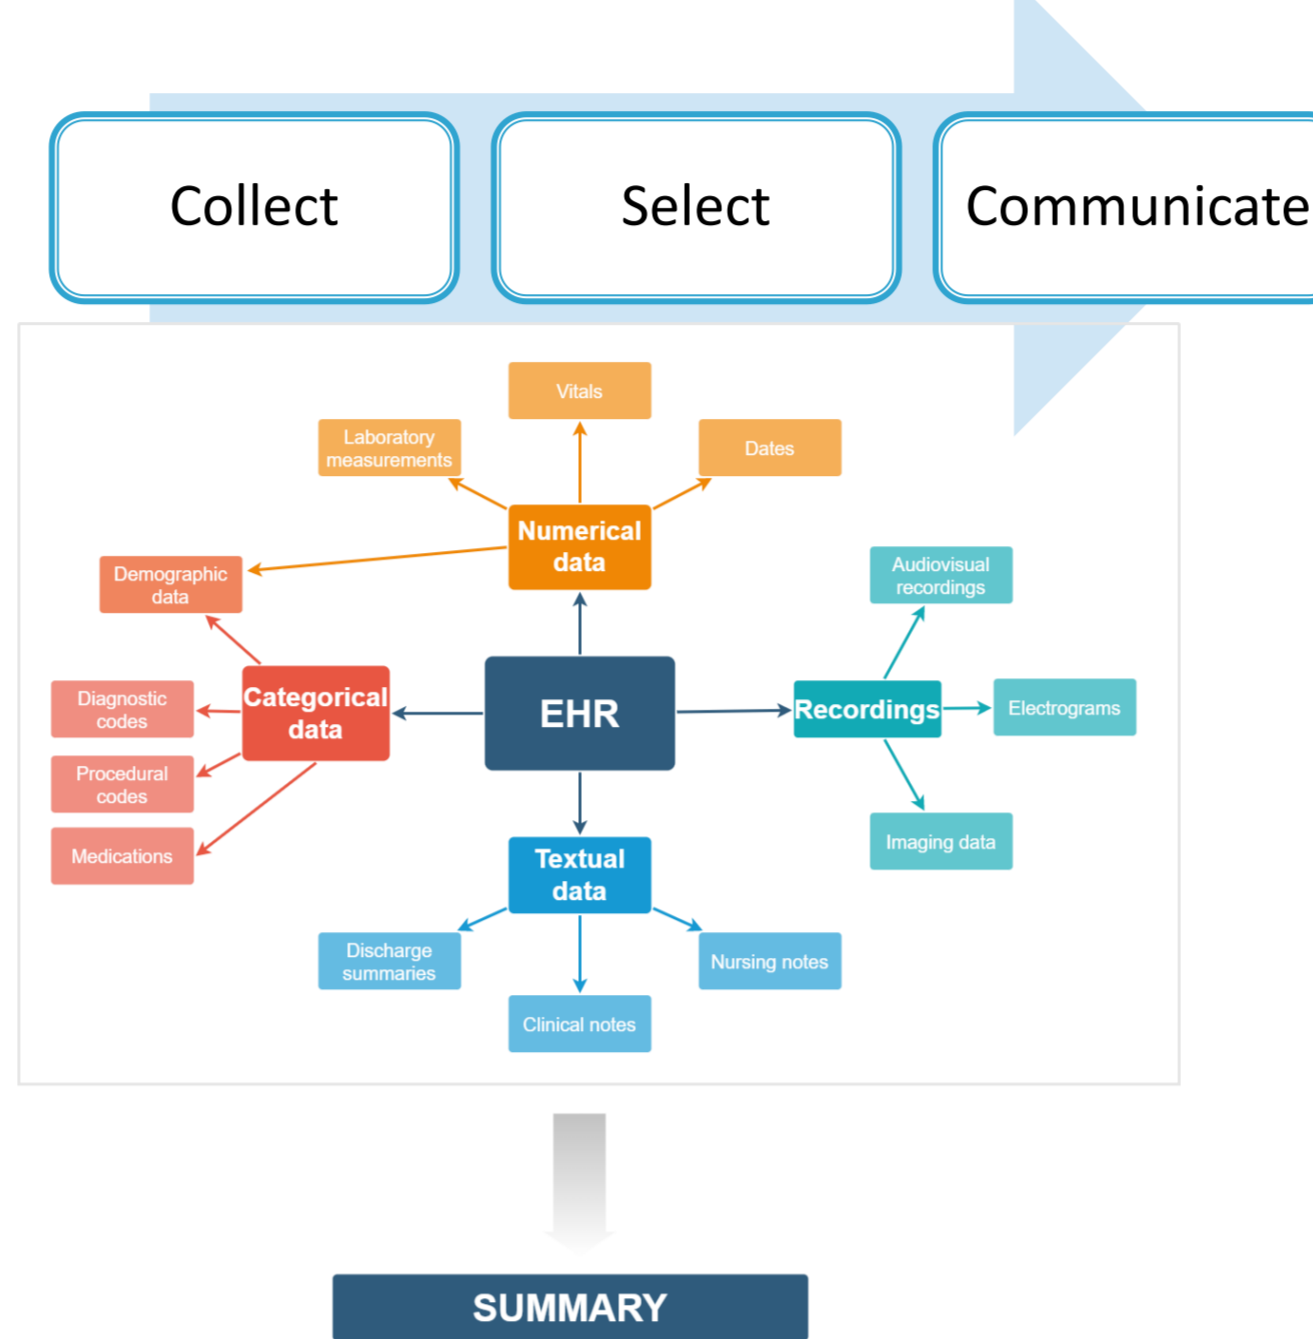 Collect
Select
Communicate
Vitals
Laboratory
measurements
Dates
Numerical
data
Demographic
data
Audiovisual
recordings
Diagnostic
codes
Categorical
data
EHR
Recordings
Electrograms
Procedural
codes
Medications
Imaging data
Textual
data
Discharge
summaries
Nursing notes
Clinical notes
SUMMARY